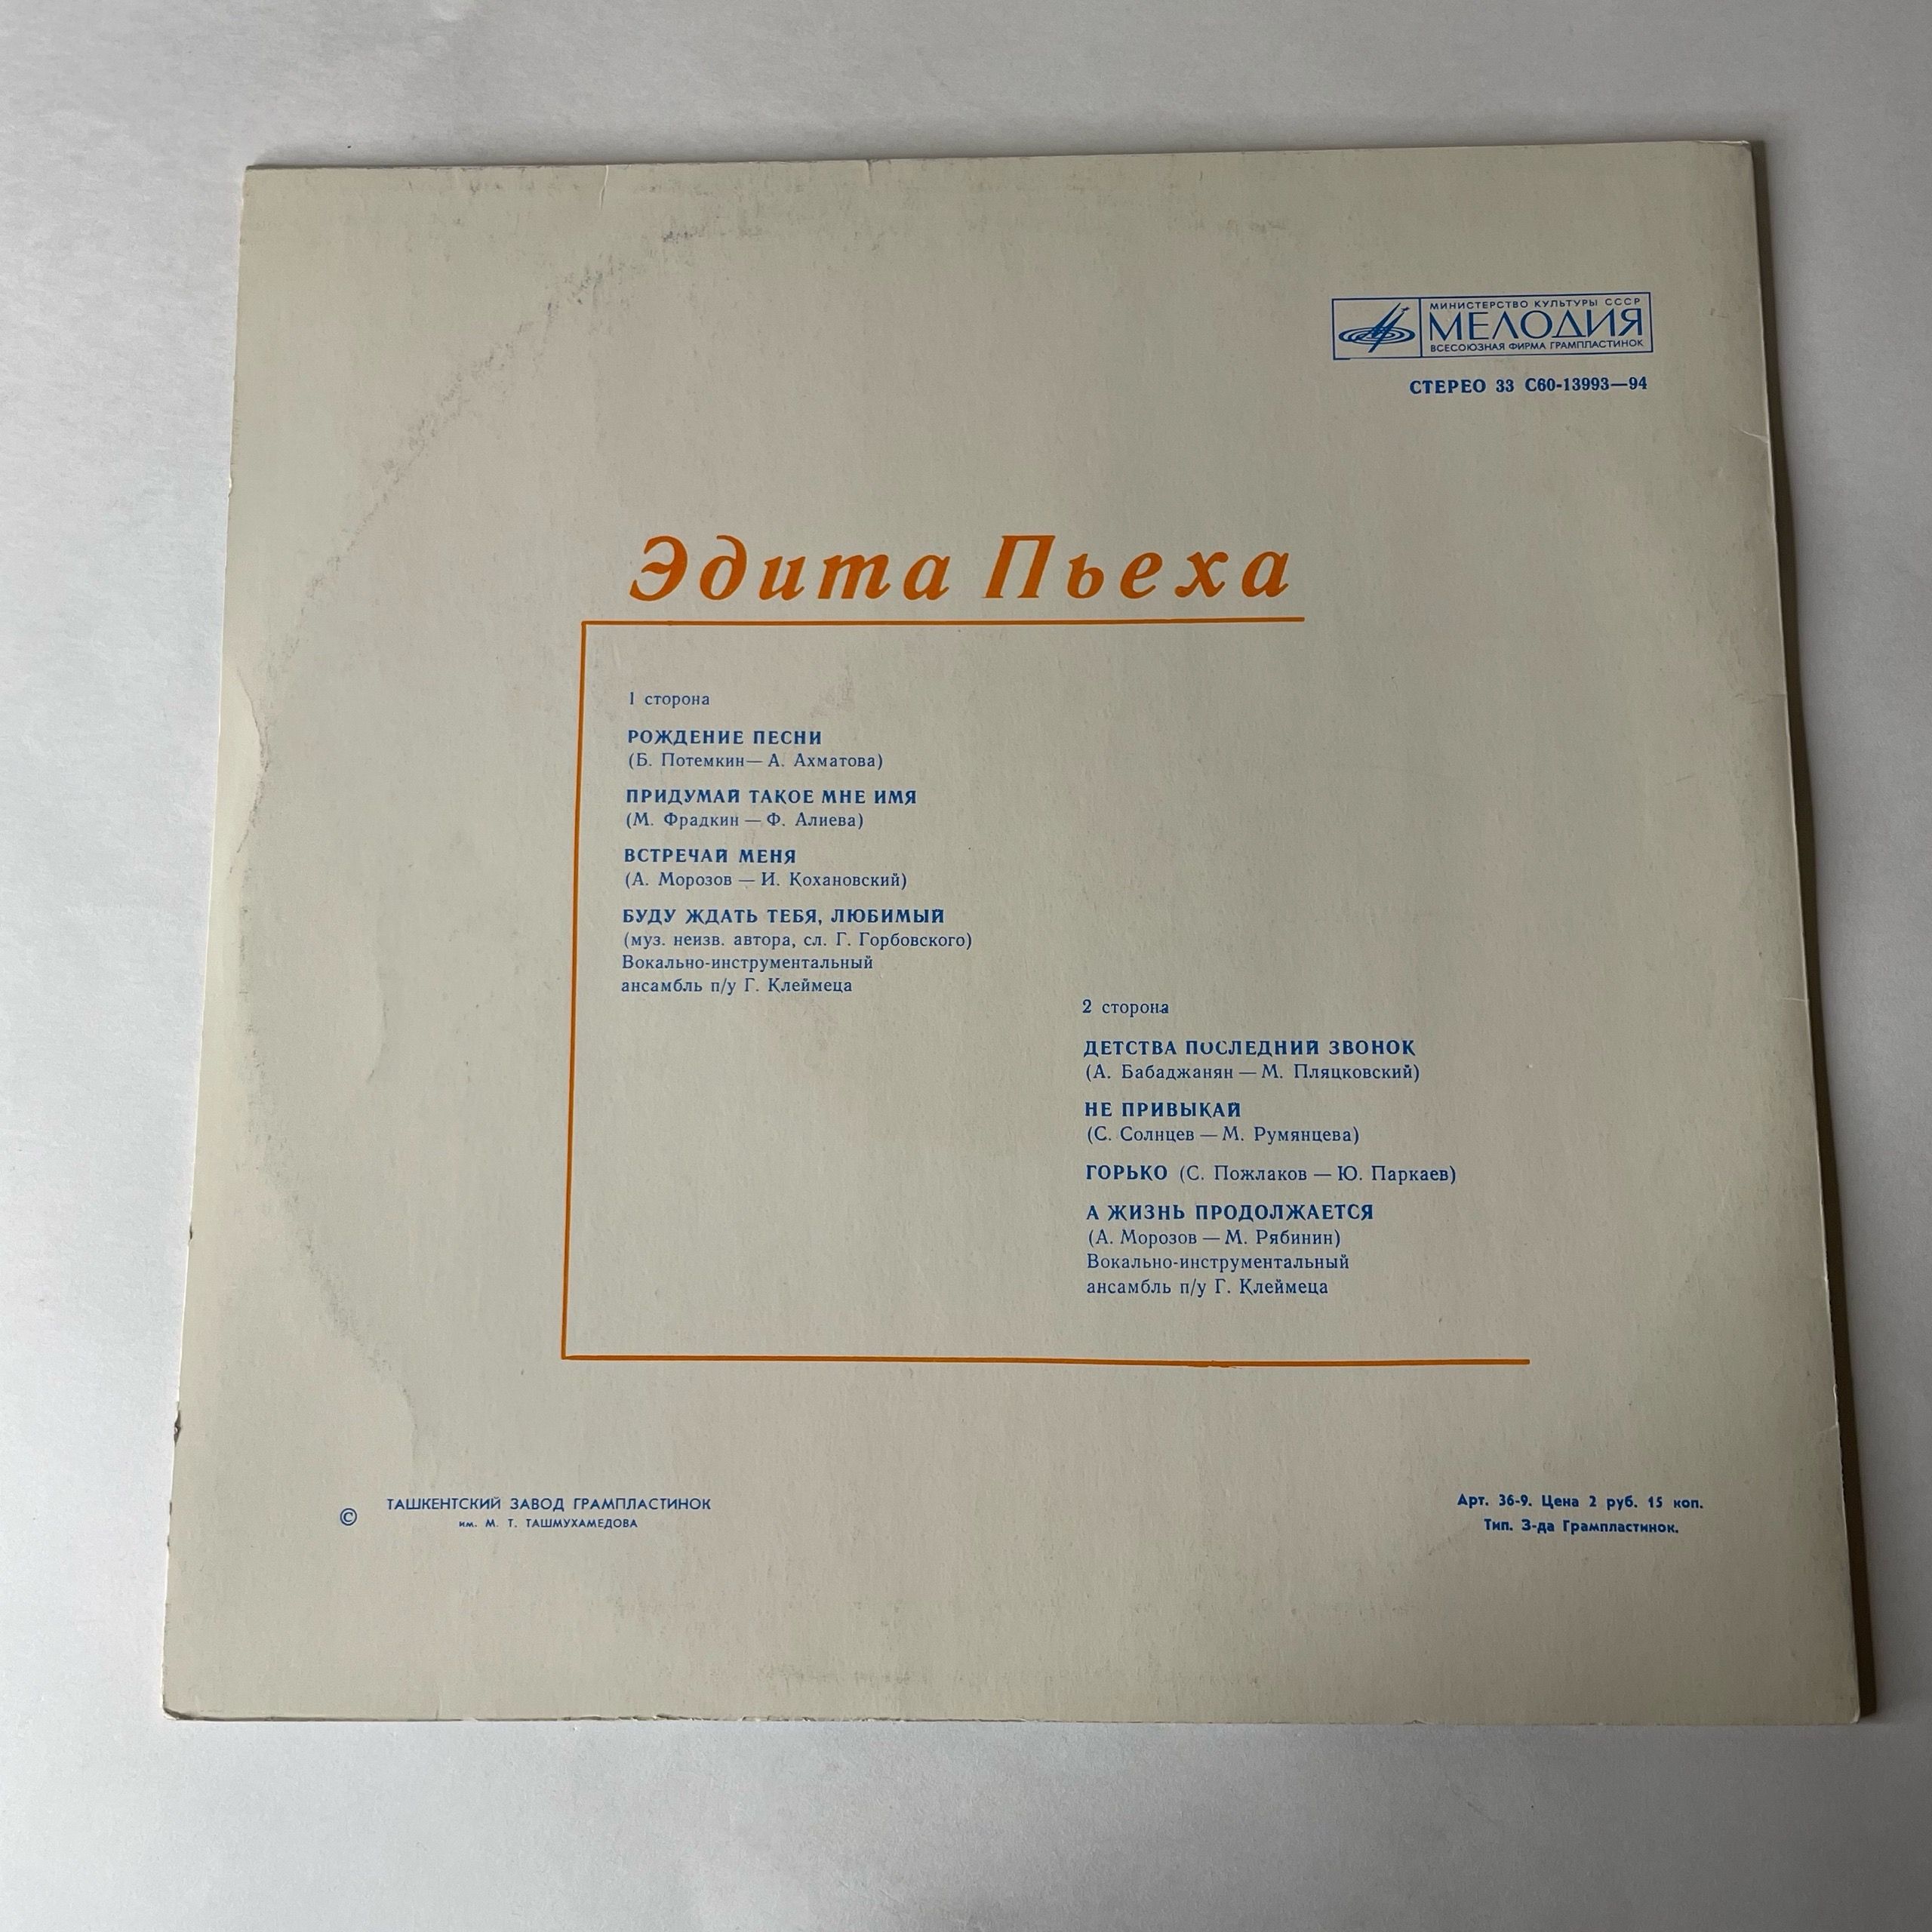 МИНИСТЕРСТВО КУЛЬТУРЫ СССР
МЕЛОДИЯ
ВСЕСОЮЗНАЯ ФИРМА ГРАМПЛАСТИНОК
СТЕРЕО 33 С60-13993—94
Эдита Пьеха
1 сторона
РОЖДЕНИЕ ПЕСНИ
(Б. Потемкин— А. Ахматова)
ПРИДУМАЙ ТАКОЕ МНЕ ИМЯ
(М. Фрадкин — Ф. Алиева)
ВСТРЕЧАЙ МЕНЯ
(А. Морозов — И. Кохановский)
БУДУ ЖДАТЬ ТЕБЯ, ЛЮБИМЫЙ
(муз. неизв. автора, сл. Г. Горбовского)
Вокально-инструментальный
ансамбль п/у Г. Клеймеца
2 сторона
ДЕТСТВА ПОСЛЕДНИЙ ЗВОНОК
(А. Бабаджанян — М. Пляцковский)
НЕ ПРИВЫКАЙ
(С. Солнцев — М. Румянцева)
ГОРЬКО (С. Пожлаков — Ю. Паркаев)
А ЖИЗНЬ ПРОДОЛЖАЕТСЯ
(А. Морозов — М. Рябинин)
Вокально-инструментальный
ансамбль п/у Г. Клеймеца
© ТАШКЕНТСКИЙ ЗАВОД ГРАМПЛАСТИНОК
им. М. Т. ТАШМУХАМЕДОВА
Арт. 36-9. Цена 2 руб. 15 коп.
Тип. З-да Грампластинок.